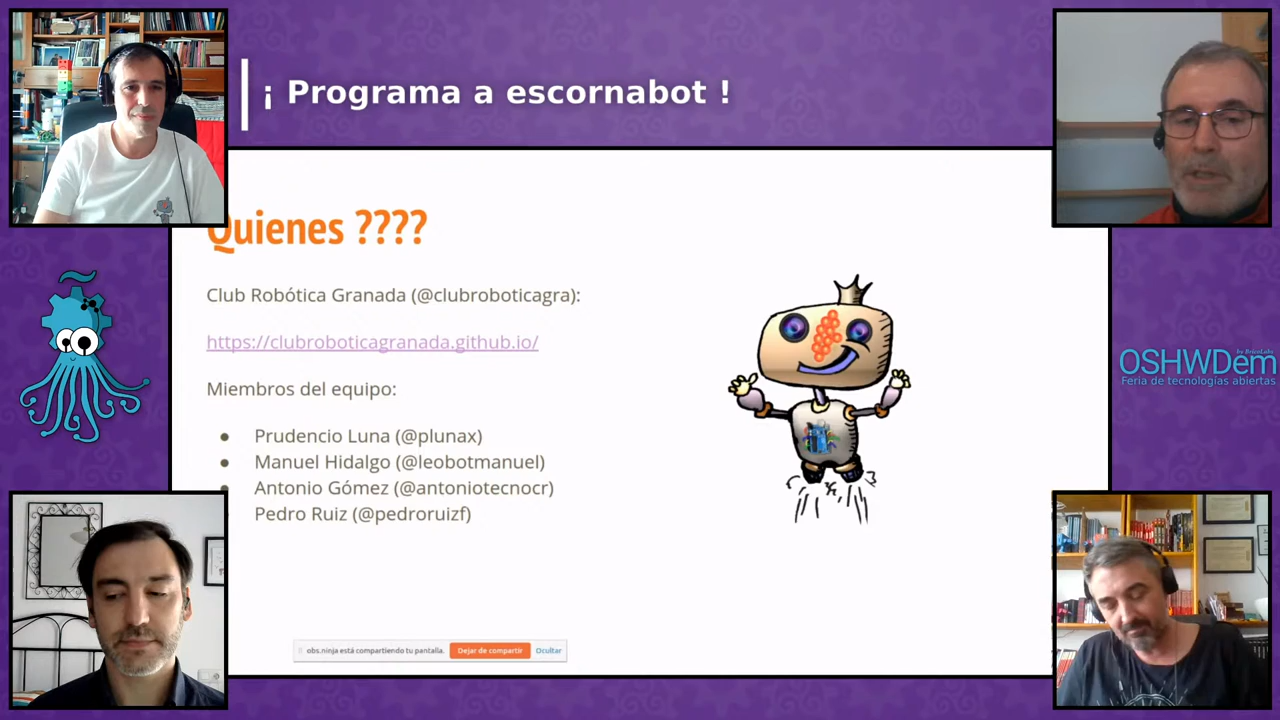 ¡ Programa a escornabot !
Quienes ????
Club Robótica Granada (@clubroboticagra):
https://clubroboticagranada.github.io/
Miembros del equipo:
● Prudencio Luna (@plunax)
● Manuel Hidalgo (@leobotmanuel)
● Antonio Gómez (@antoniotecnocr)
Pedro Ruiz (@pedroruizf)
by BricoLabs
OSHWDem
Feria de tecnologías abiertas
obs.ninja está compartiendo tu pantalla.
Dejar de compartir
Ocultar